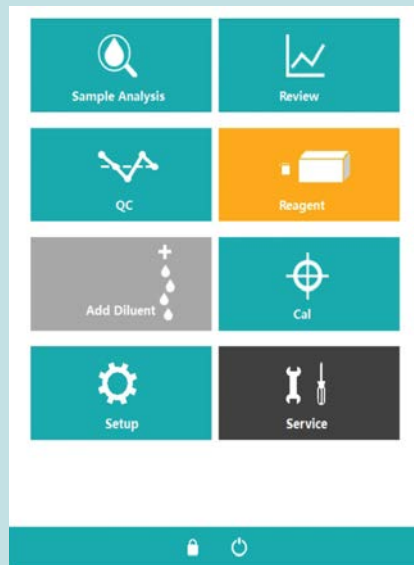 Sample Analysis
Review
QC
Reagent
Add Diluent
Cal
Setup
Service